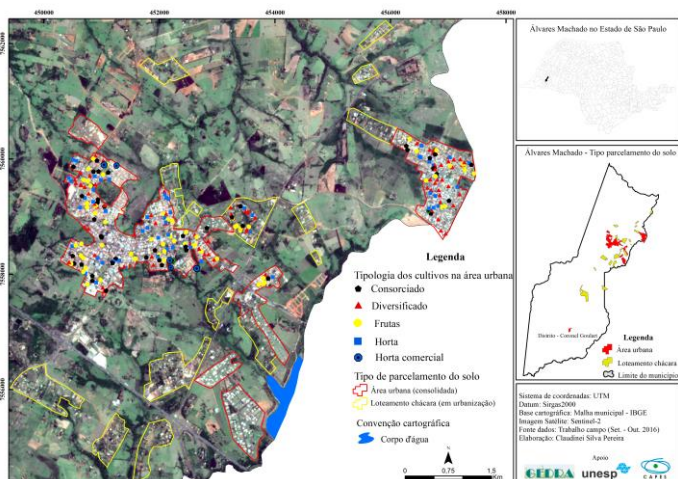 450000
452000
454000
456000
458000
7562000
7560000
7558000
7556000
Legenda
Tipologia dos cultivos na área urbana
Consorciado
Diversificado
Frutas
Horta
Horta comercial
Tipo de parcelamento do solo
Área urbana (consolidada)
Loteamento chácara (em urbanização)
Convenção cartográfica
Corpo d'água
N
0 0.75 1.5
Km
Álvares Machado no Estado de São Paulo
Álvares Machado - Tipo parcelamento do solo
Distrito - Coronel Goulart
Legenda
Área urbana
Loteamento chácara
Limite do município
Sistema de coordenadas: UTM
Datum: Sirgas2000
Base cartográfica: Malha municipal - IBGE
Imagem Satélite: Sentinel-2
Fonte dados: Trabalho campo (Set. - Out. 2016)
Elaboração: Claudinei Silva Pereira
Apoio
GEDRA unesp CAPES